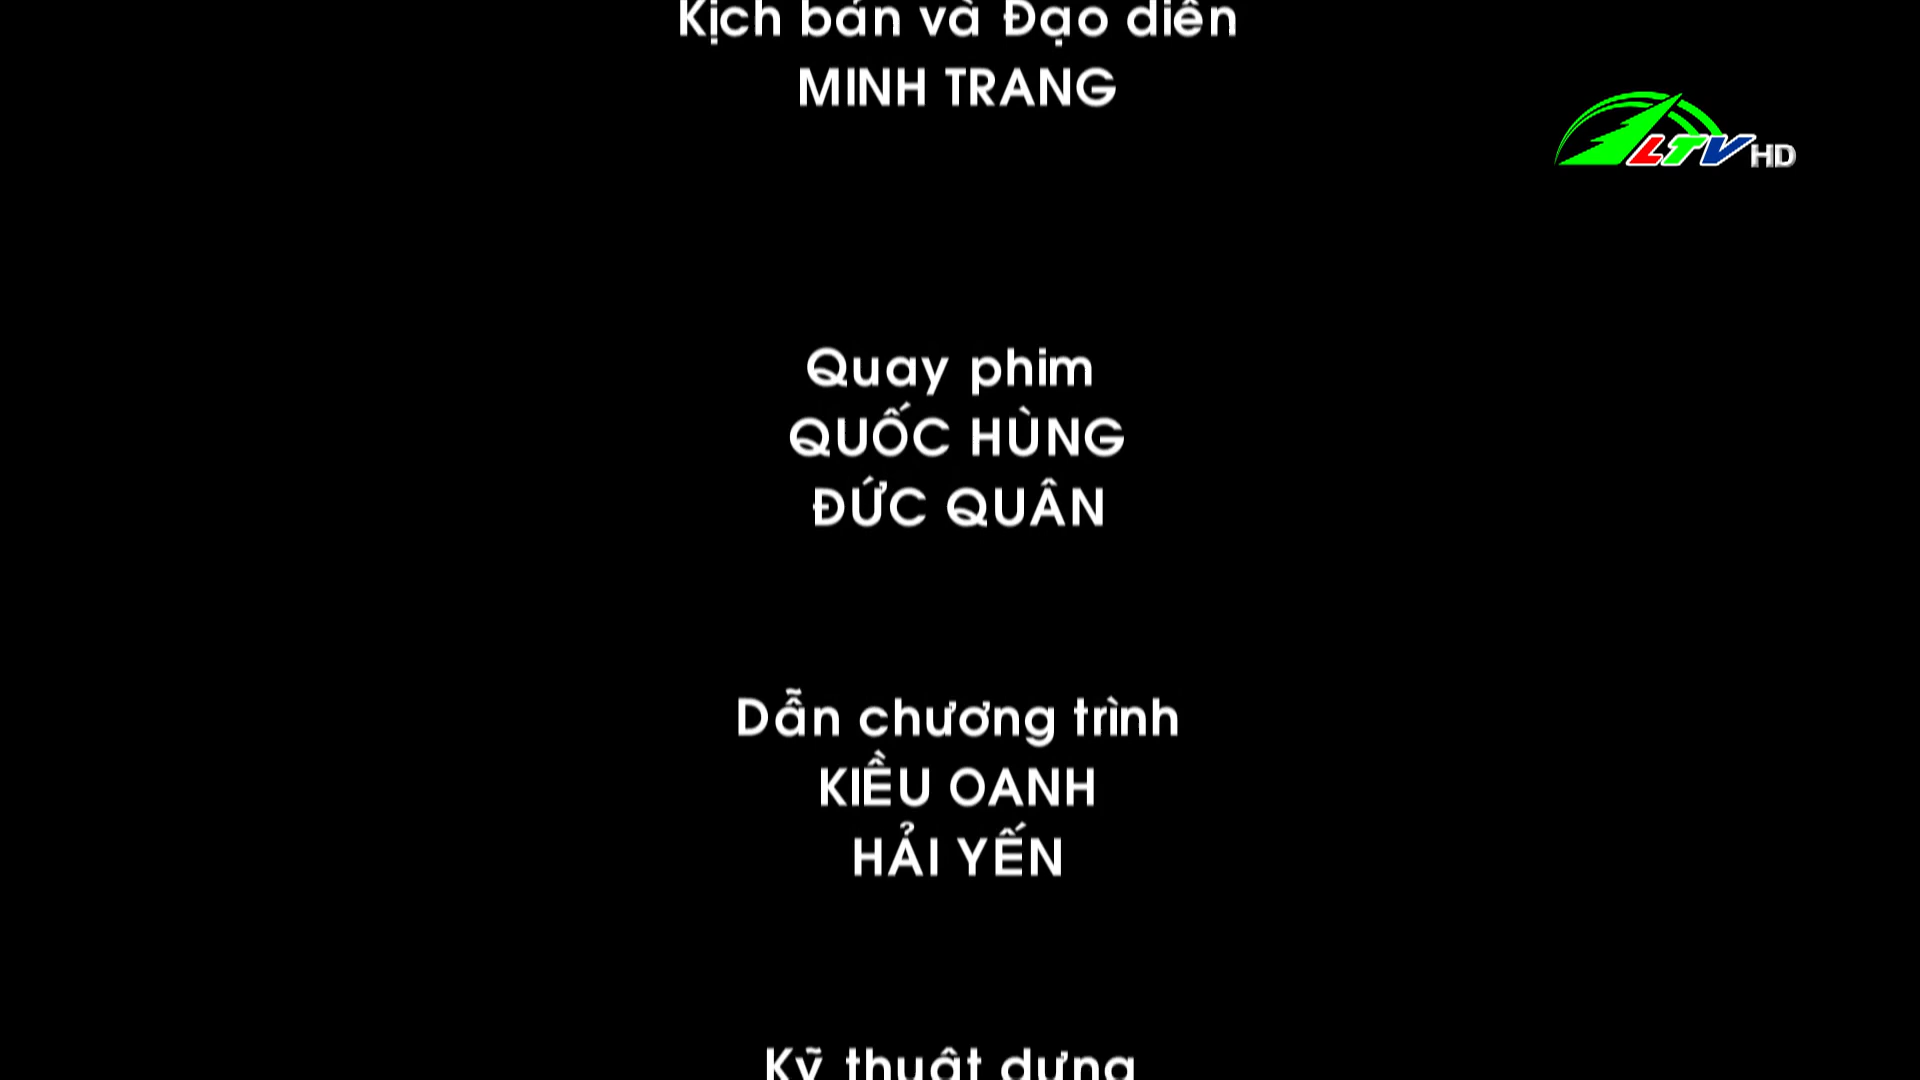 Kịch bản và Đạo diễn
MINH TRANG
LTV HD
Quay phim
QUỐC HÙNG
ĐỨC QUÂN
Dẫn chương trình
KIỀU OANH
HẢI YẾN
Kỹ thuật dựng